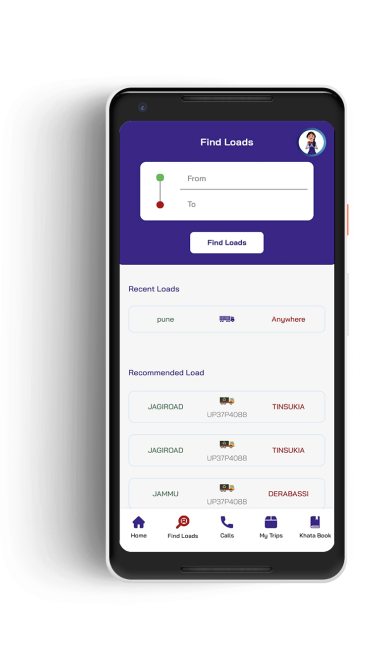 Find Loads
From
To
Find Loads
Recent Loads
pune Anywhere
Recommended Load
JAGIROAD TINSUKIA
UP37P4088
JAGIROAD TINSUKIA
UP37P4088
JAMMU DERABASSI
UP37P4088
Home Find Loads Calls My Trips Khata Book